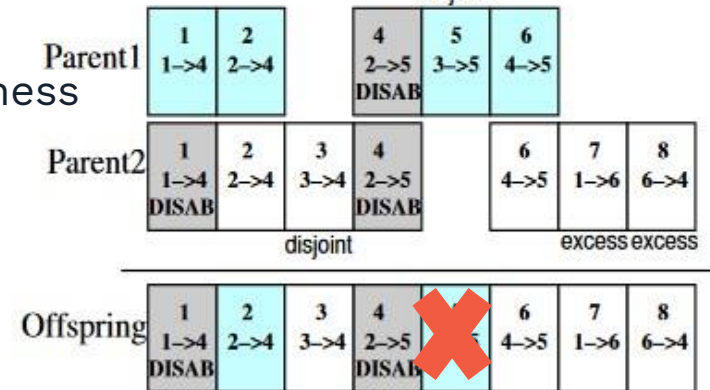 Parent1
1 2 4 5 6
1->4 2->4 2->5 3->5 4->5
DISAB
ness
Parent2
1 2 3 4 6 7 8
1->4 2->4 3->4 2->5 4->5 1->6 6->4
DISAB DISAB
disjoint excess excess
Offspring
1 2 3 4 6 7 8
1->4 2->4 3->4 2->5 4->5 1->6 6->4
DISAB DISAB